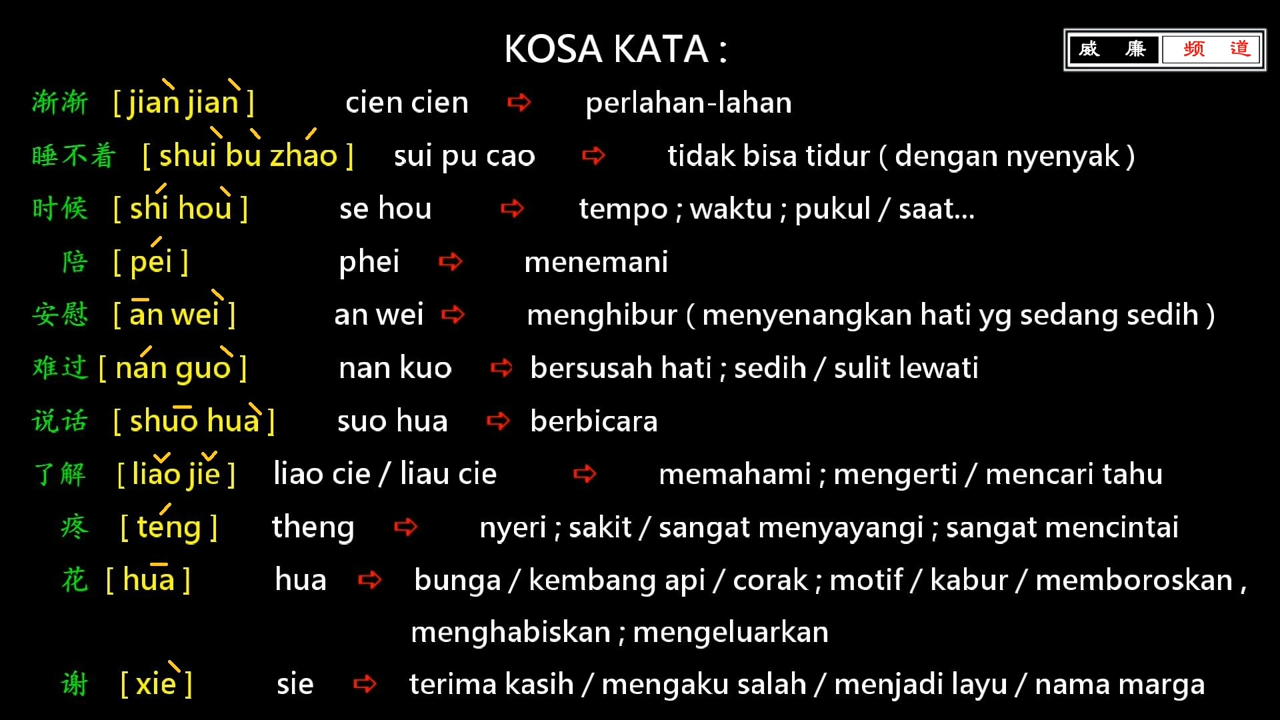 KOSA KATA :
威 廉 频 道
渐渐 [ jiàn jiàn ] cien cien ➪ perlahan-lahan
睡不着 [ shuì bù zháo ] sui pu cao ➪ tidak bisa tidur ( dengan nyenyak )
时候 [ shí hòu ] se hou ➪ tempo ; waktu ; pukul / saat...
陪 [ péi ] phei ➪ menemani
安慰 [ ān wèi ] an wei ➪ menghibur ( menyenangkan hati yg sedang sedih )
难过 [ nán guò ] nan kuo ➪ bersusah hati ; sedih / sulit lewati
说话 [ shuō huà ] suo hua ➪ berbicara
了解 [ liǎo jiě ] liao cie / liau cie ➪ memahami ; mengerti / mencari tahu
疼 [ téng ] theng ➪ nyeri ; sakit / sangat menyayangi ; sangat mencintai
花 [ huā ] hua ➪ bunga / kembang api / corak ; motif / kabur / memboroskan ,
menghabiskan ; mengeluarkan
谢 [ xiè ] sie ➪ terima kasih / mengaku salah / menjadi layu / nama marga